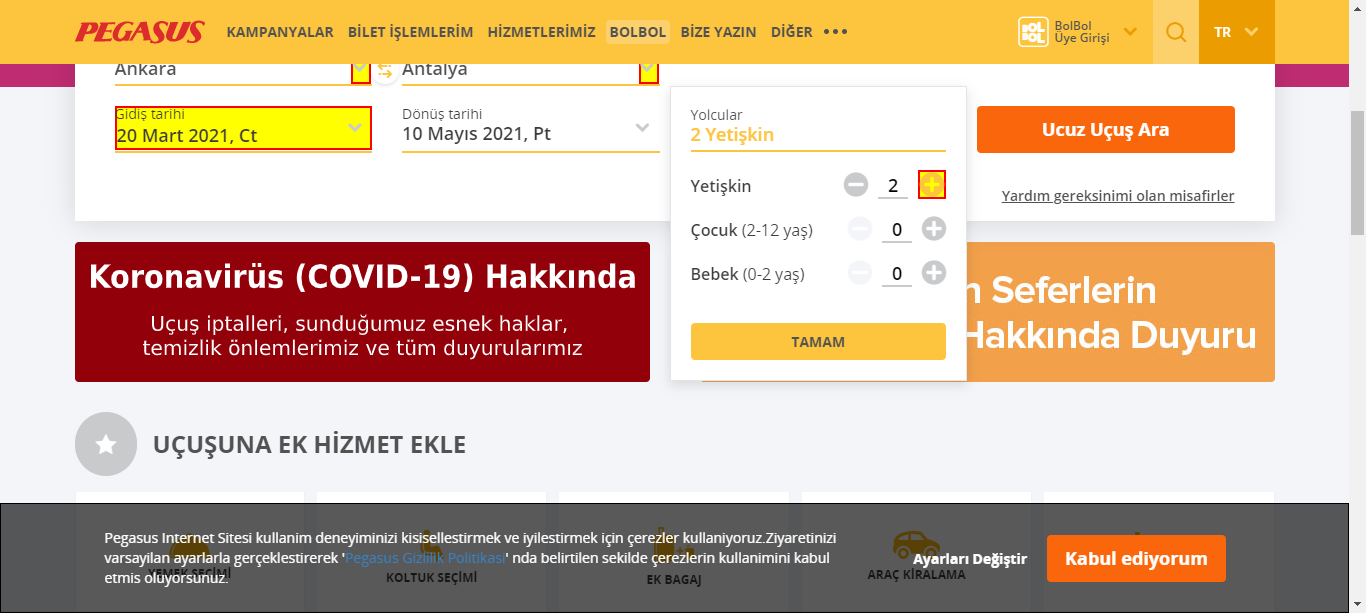 PEGASUS
KAMPANYALAR BİLET İŞLEMLERİM HİZMETLERİMİZ BOLBOL BİZE YAZIN DİĞER •••
BOL BOL
BolBol
Üye Girişi
TR
Ankara
Antalya
Gidiş tarihi
20 Mart 2021, Ct
Dönüş tarihi
10 Mayıs 2021, Pt
Yolcular
2 Yetişkin
Yetişkin 2
Çocuk (2-12 yaş) 0
Bebek (0-2 yaş) 0
TAMAM
Ucuz Uçuş Ara
Yardım gereksinimi olan misafirler
Koronavirüs (COVID-19) Hakkında
Uçuş iptalleri, sunduğumuz esnek haklar,
temizlik önlemlerimiz ve tüm duyurularımız
Seferlerin
Hakkında Duyuru
UÇUŞUNA EK HİZMET EKLE
YEMEK SEÇİMİ
KOLTUK SEÇİMİ
EK BAGAJ
ARAÇ KİRALAMA
Pegasus Internet Sitesi kullanim deneyiminizi kisisellestirmek ve iyilestirmek için çerezler kullaniyoruz.Ziyaretinizi
varsayilan ayarlarla gerçeklestirerek 'Pegasus Gizlilik Politikasi' nda belirtilen sekilde çerezlerin kullanimini kabul
etmis oluyorsunuz.
Ayarları Değiştir
Kabul ediyorum